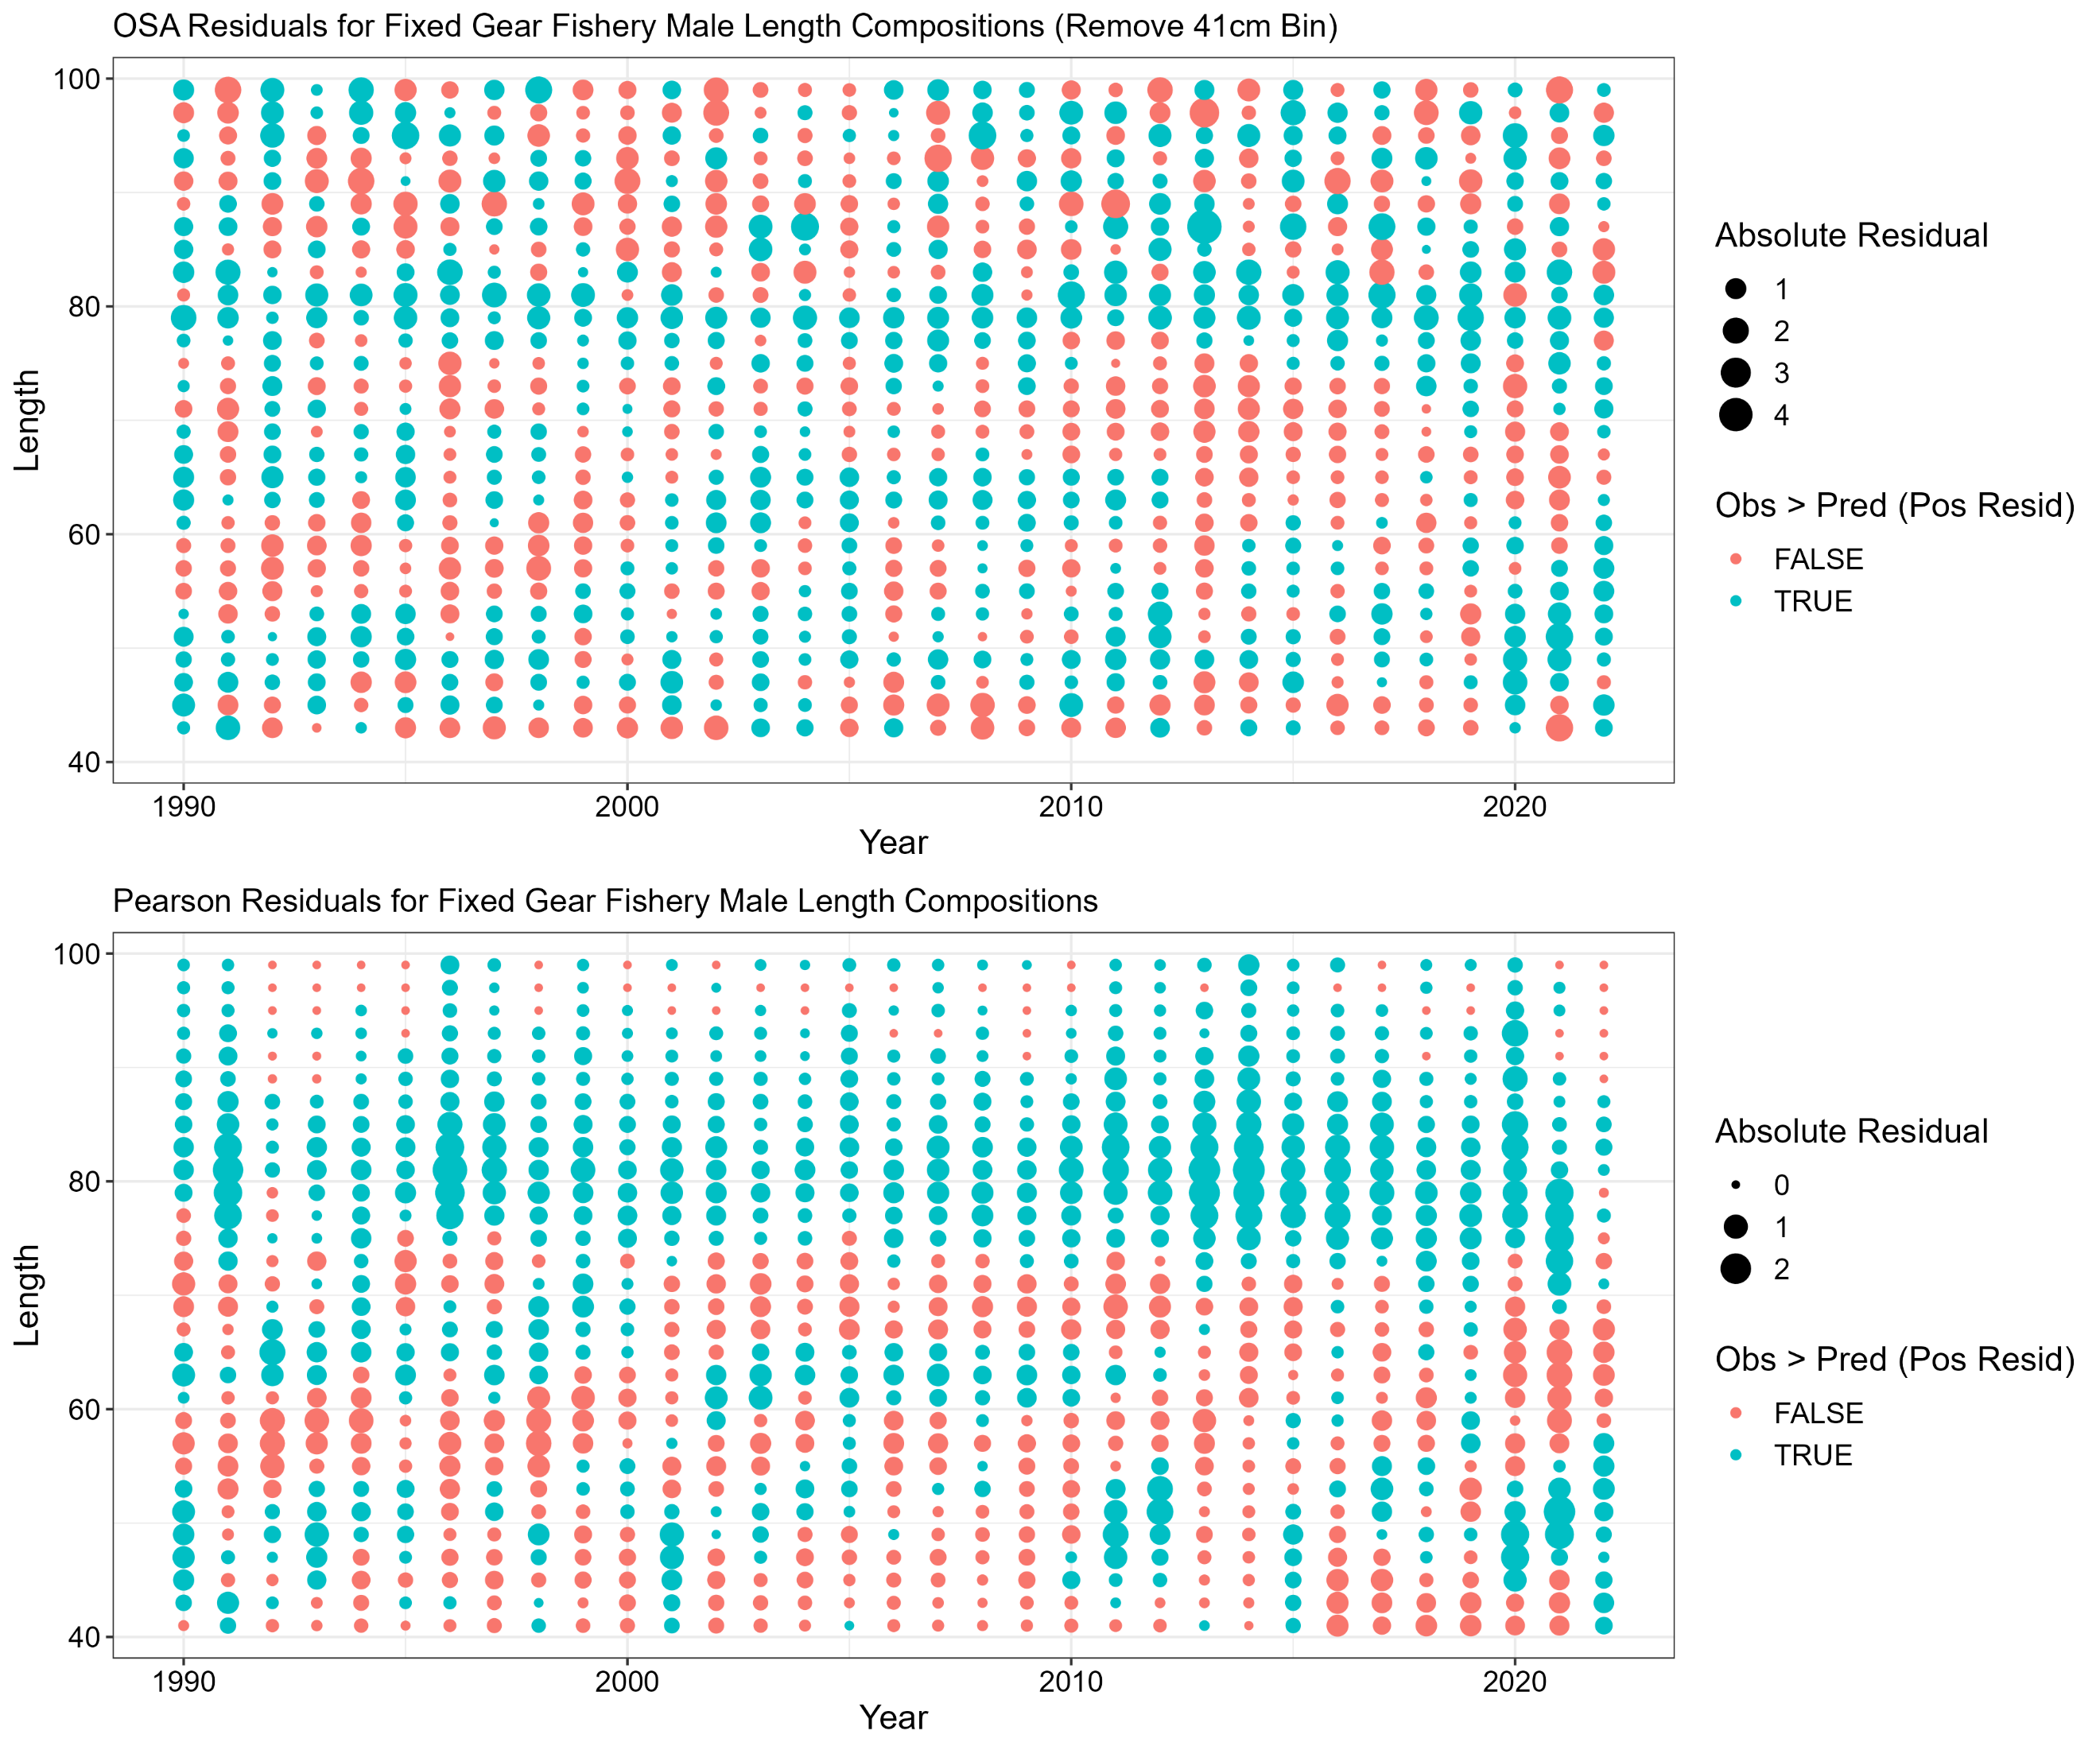 OSA Residuals for Fixed Gear Fishery Male Length Compositions (Remove 41cm Bin)
100
80
60
40
Length
1990
2000
2010
2020
Year
Absolute Residual
1
2
3
4
Obs > Pred (Pos Resid)
FALSE
TRUE
Pearson Residuals for Fixed Gear Fishery Male Length Compositions
100
80
60
40
Length
1990
2000
2010
2020
Year
Absolute Residual
0
1
2
Obs > Pred (Pos Resid)
FALSE
TRUE